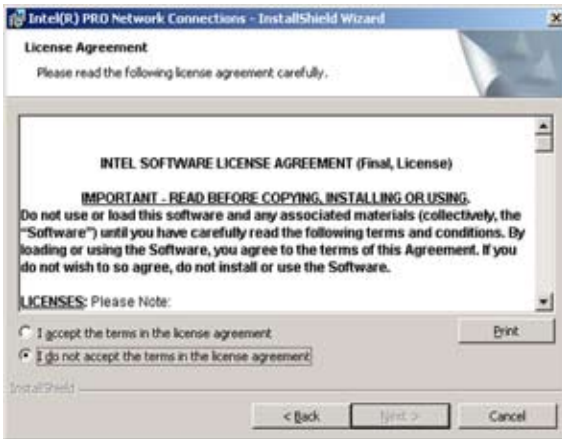 Intel(R) PRO Network Connections - InstallShield Wizard
License Agreement
Please read the following license agreement carefully.
INTEL SOFTWARE LICENSE AGREEMENT (Final, License)
IMPORTANT - READ BEFORE COPYING, INSTALLING OR USING.
Do not use or load this software and any associated materials (collectively, the
"Software") until you have carefully read the following terms and conditions. By
loading or using the Software, you agree to the terms of this Agreement. If you
do not wish to so agree, do not install or use the Software.
LICENSES: Please Note:
I accept the terms in the license agreement
Print
I do not accept the terms in the license agreement
InstallShield
< Back
Next >
Cancel